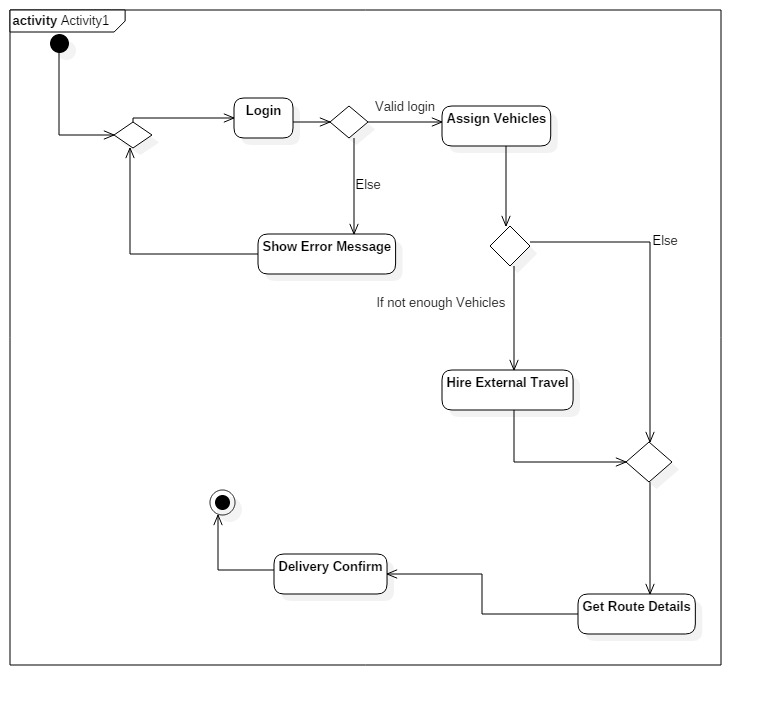 activity Activity1
Login
Valid login
Assign Vehicles
Else
Show Error Message
Else
If not enough Vehicles
Hire External Travel
Delivery Confirm
Get Route Details